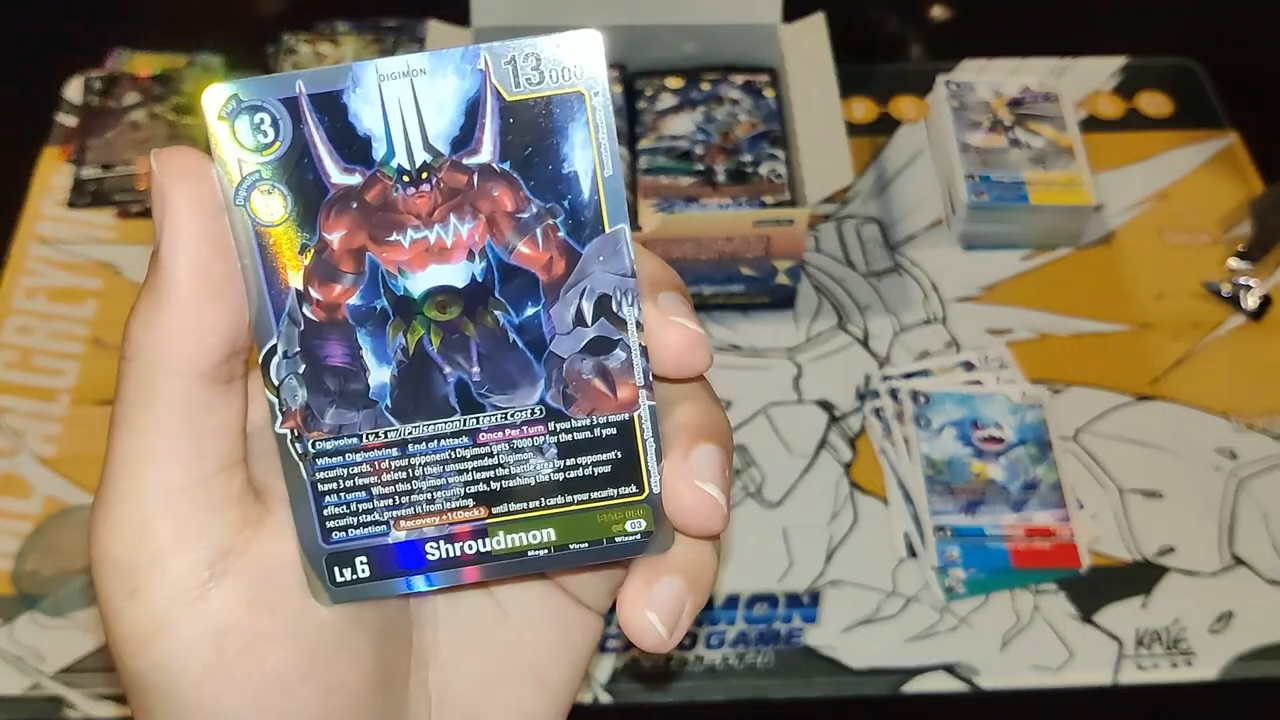 DIGIMON
13000
Play
13
Digivolve
Digivolve Lv.5 w/[Pulsemon] In text: Cost 5
When Digivolving End of Attack Once Per Turn If you have 3 or more
security cards, 1 of your opponent's Digimon gets -7000 DP for the turn. If you
have 3 or fewer, delete 1 of their unsuspended Digimon.
All Turns When this Digimon would leave the battle area by an opponent's
effect, if you have 3 or more security cards, by trashing the top card of your
security stack, prevent it from leaving.
On Deletion Recovery +1 (Deck) until there are 3 cards in your security stack.
03
Lv.6
Shroudmon
Mega Virus Wizard
CARD GAME
KAIE